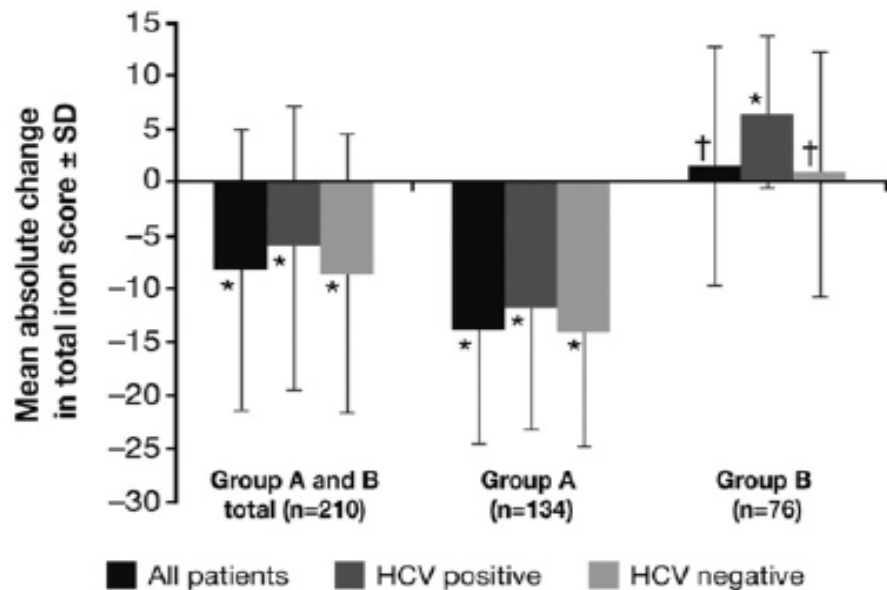 Mean absolute change
in total iron score ± SD
15
10
5
0
–5
–10
–15
–20
–25
–30
*
*
*
*
*
*
†
*
†
Group A and B
total (n=210)
Group A
(n=134)
Group B
(n=76)
All patients
HCV positive
HCV negative